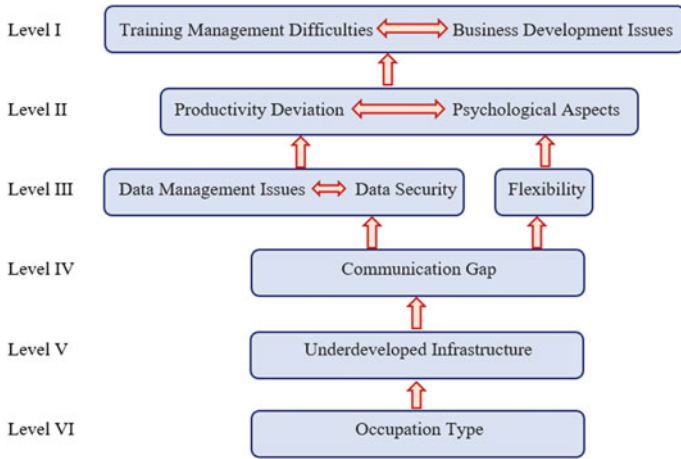 Level I Training Management Difficulties Business Development Issues
Level II Productivity Deviation Psychological Aspects
Level III Data Management Issues Data Security Flexibility
Level IV Communication Gap
Level V Underdeveloped Infrastructure
Level VI Occupation Type